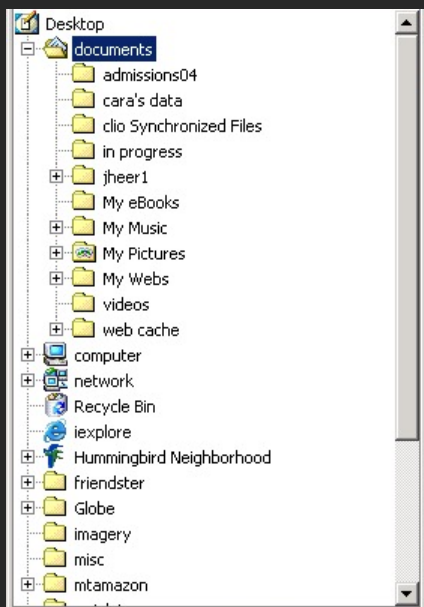 Desktop
documents
admissions04
cara's data
clio Synchronized Files
in progress
jheer1
My eBooks
My Music
My Pictures
My Webs
videos
web cache
computer
network
Recycle Bin
iexplore
Hummingbird Neighborhood
friendster
Globe
imagery
misc
mtamazon